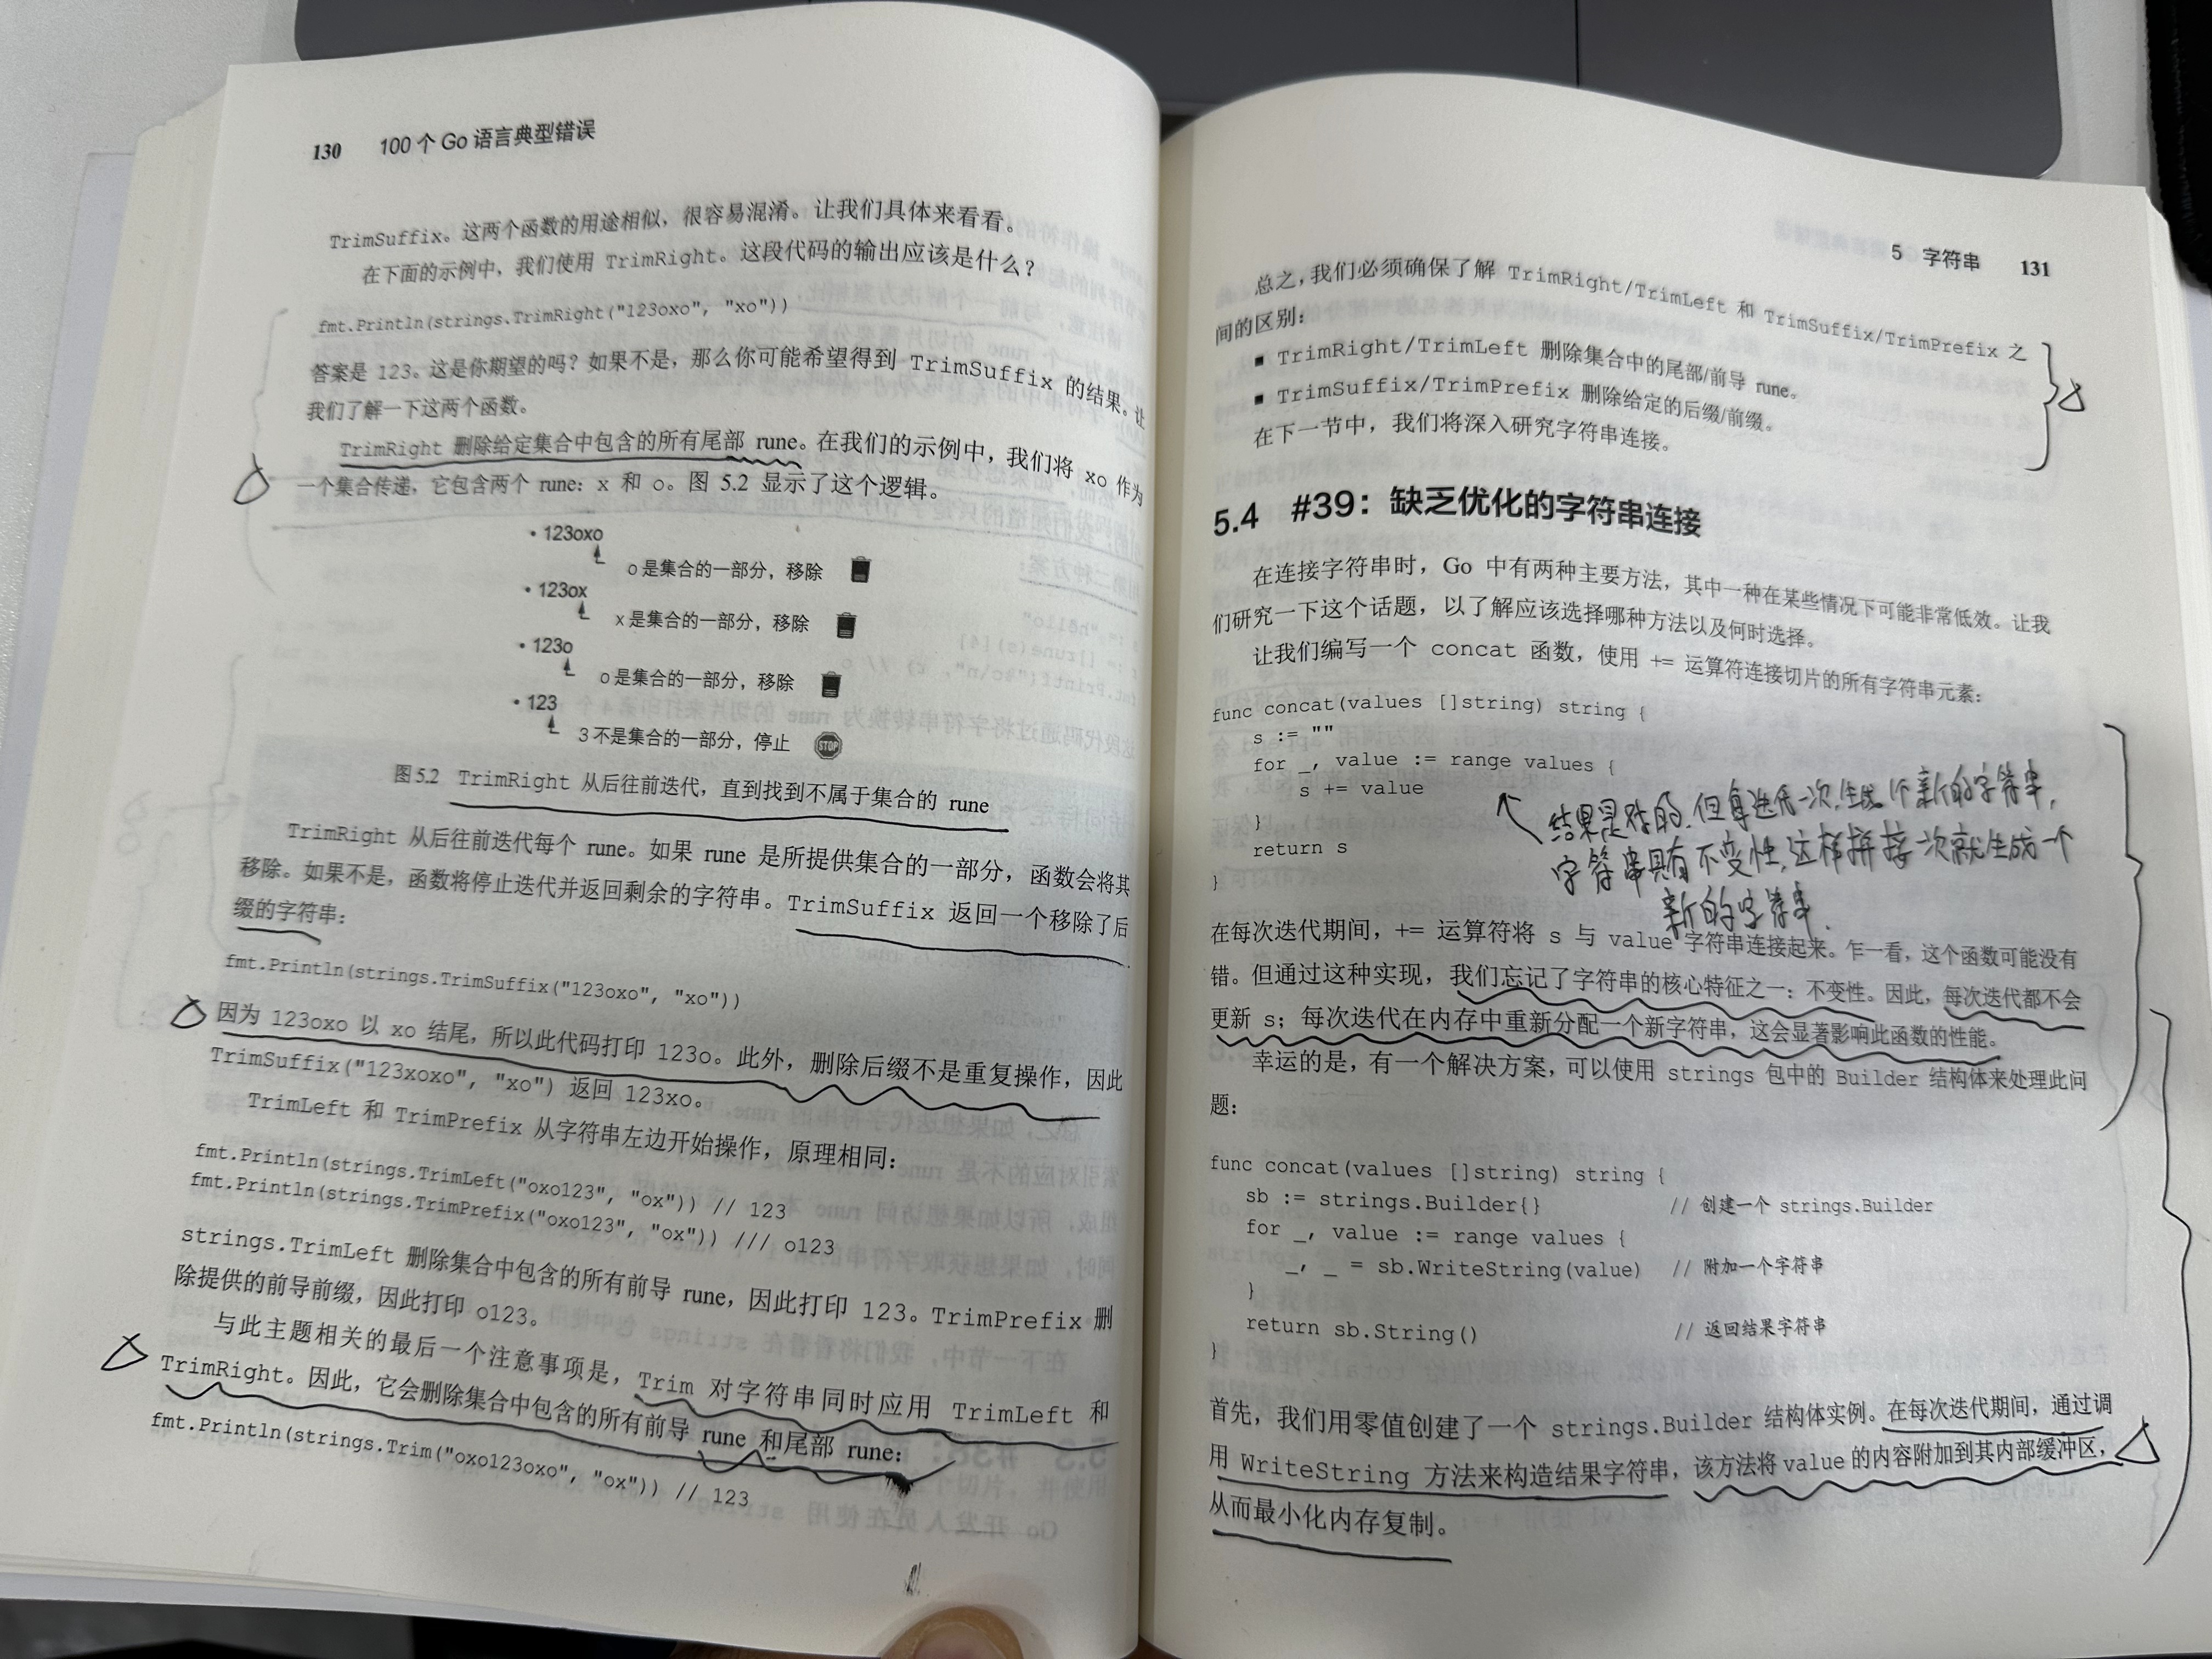 130 100个Go语言典型错误
TrimSuffix。这两个函数的用途相似，很容易混淆。让我们具体来看看。
在下面的示例中，我们使用 TrimRight。这段代码的输出应该是什么？
fmt.Println(strings.TrimRight("123oxo", "xo"))
答案是 123。这是你期望的吗？如果不是，那么你可能希望得到 TrimSuffix 的结果。让
我们了解一下这两个函数。
TrimRight 删除给定集合中包含的所有尾部 rune。在我们的示例中，我们将 xo 作为
一个集合传递，它包含两个 rune：x 和 o。图 5.2 显示了这个逻辑。
• 123oxo
o是集合的一部分，移除
• 123ox
x是集合的一部分，移除
• 123o
o是集合的一部分，移除
• 123
3不是集合的一部分，停止 STOP
图5.2 TrimRight 从后往前迭代，直到找到不属于集合的 rune
TrimRight 从后往前迭代每个 rune。如果 rune 是所提供集合的一部分，函数会将其
移除。如果不是，函数将停止迭代并返回剩余的字符串。TrimSuffix 返回一个移除了后
缀的字符串：
fmt.Println(strings.TrimSuffix("123oxo", "xo"))
因为 123oxo 以 xo 结尾，所以此代码打印 123o。此外，删除后缀不是重复操作，因此
TrimSuffix("123xoxo", "xo") 返回 123xo。
TrimLeft 和 TrimPrefix 从字符串左边开始操作，原理相同：
fmt.Println(strings.TrimLeft("oxo123", "ox")) // 123
fmt.Println(strings.TrimPrefix("oxo123", "ox")) /// o123
strings.TrimLeft 删除集合中包含的所有前导 rune，因此打印 123。TrimPrefix 删
除提供的前导前缀，因此打印 o123。
与此主题相关的最后一个注意事项是，Trim 对字符串同时应用 TrimLeft 和
TrimRight。因此，它会删除集合中包含的所有前导 rune 和尾部 rune：
fmt.Println(strings.Trim("oxo123oxo", "ox")) // 123
5 字符串 131
总之，我们必须确保了解 TrimRight/TrimLeft 和 TrimSuffix/TrimPrefix 之
间的区别：
▪ TrimRight/TrimLeft 删除集合中的尾部/前导 rune。
▪ TrimSuffix/TrimPrefix 删除给定的后缀/前缀。
在下一节中，我们将深入研究字符串连接。
5.4 #39：缺乏优化的字符串连接
在连接字符串时，Go 中有两种主要方法，其中一种在某些情况下可能非常低效。让我
们研究一下这个话题，以了解应该选择哪种方法以及何时选择。
让我们编写一个 concat 函数，使用 += 运算符连接切片的所有字符串元素：
func concat(values []string) string {
s := ""
for _, value := range values {
s += value
}
return s
}
结果是对的，但每迭代一次，生成1个新的字符串，
字符串具有不变性，这样拼接一次就生成一个
新的字符串.
在每次迭代期间，+= 运算符将 s 与 value 字符串连接起来。乍一看，这个函数可能没有
错。但通过这种实现，我们忘记了字符串的核心特征之一：不变性。因此，每次迭代都不会
更新 s；每次迭代在内存中重新分配一个新字符串，这会显著影响此函数的性能。
幸运的是，有一个解决方案，可以使用 strings 包中的 Builder 结构体来处理此问
题：
func concat(values []string) string {
sb := strings.Builder{} // 创建一个 strings.Builder
for _, value := range values {
_, _ = sb.WriteString(value) // 附加一个字符串
}
return sb.String() // 返回结果字符串
}
首先，我们用零值创建了一个 strings.Builder 结构体实例。在每次迭代期间，通过调
用 WriteString 方法来构造结果字符串，该方法将 value 的内容附加到其内部缓冲区，
从而最小化内存复制。